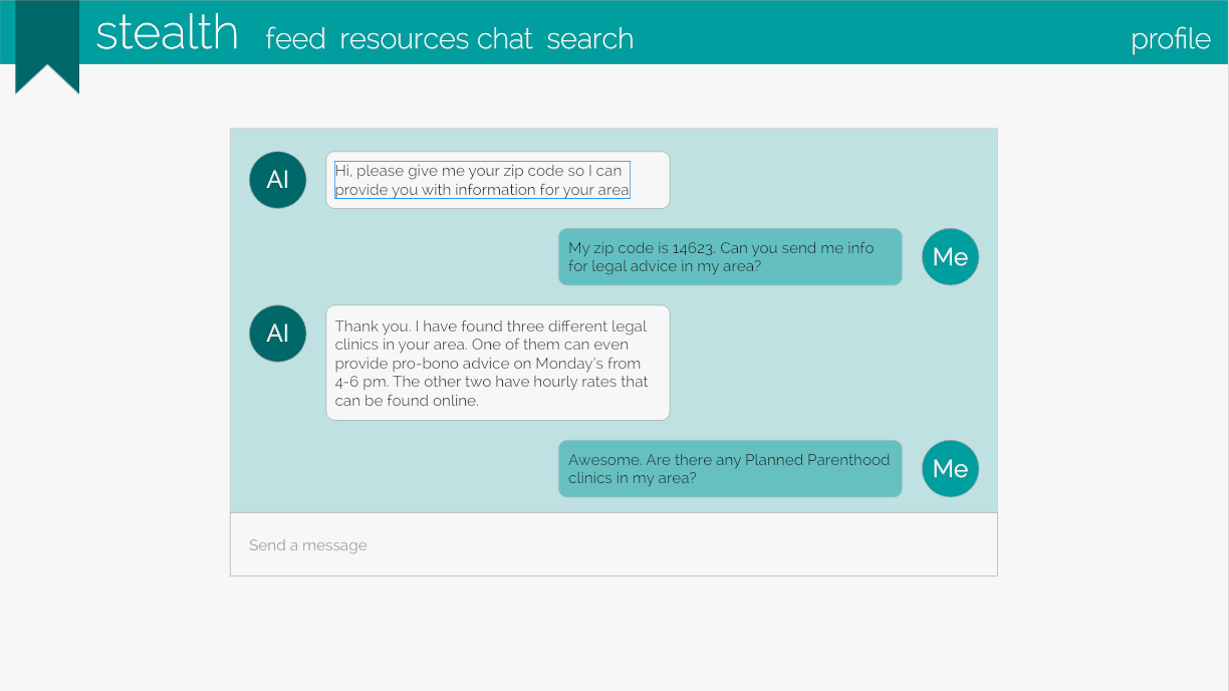 stealth feed resources chat search profile
AI
Hi, please give me your zip code so I can
provide you with information for your area
My zip code is 14623. Can you send me info
for legal advice in my area?
Me
AI
Thank you. I have found three different legal
clinics in your area. One of them can even
provide pro-bono advice on Monday's from
4-6 pm. The other two have hourly rates that
can be found online.
Awesome. Are there any Planned Parenthood
clinics in my area?
Me
Send a message